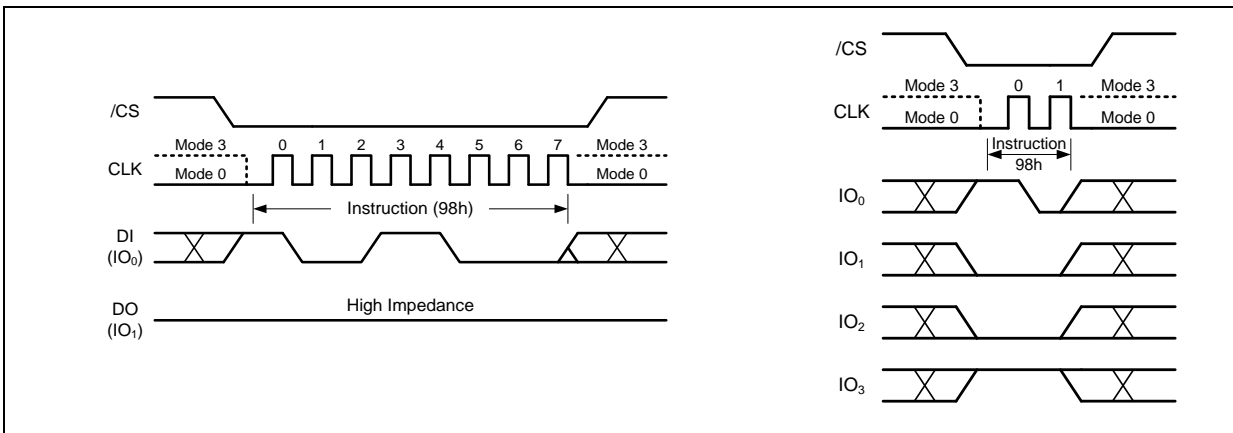 /CS
Mode 3 0 1 2 3 4 5 6 7 Mode 3
CLK
Mode 0 Mode 0
Instruction (98h)
DI
(IO₀)
High Impedance
DO
(IO₁)
/CS
Mode 3 0 1 Mode 3
CLK
Mode 0 Mode 0
Instruction
98h
IO₀
IO₁
IO₂
IO₃